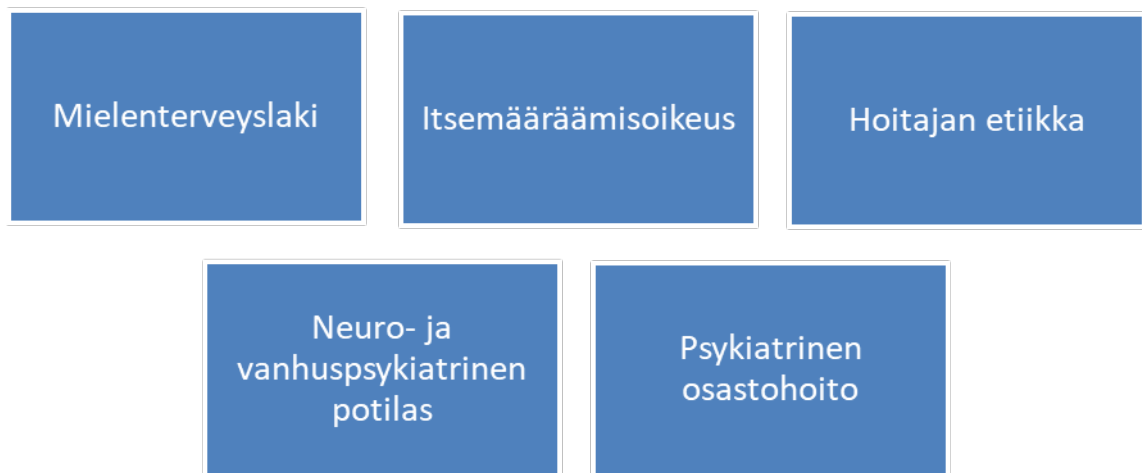 Mielenterveyslaki
Itsemääräämisoikeus
Hoitajan etiikka
Neuro- ja
vanhuspsykiatrinen
potilas
Psykiatrinen
osastohoito